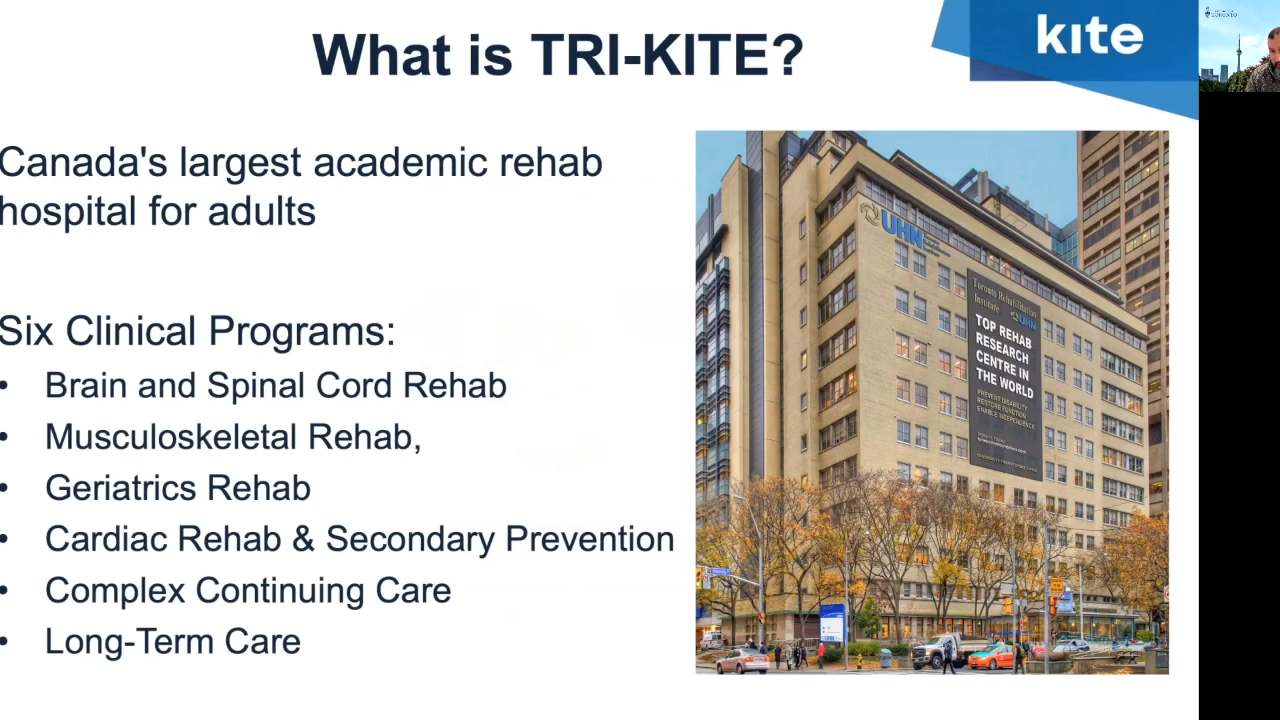 What is TRI-KITE?
kite
TORONTO
Canada's largest academic rehab
hospital for adults
Six Clinical Programs:
• Brain and Spinal Cord Rehab
• Musculoskeletal Rehab,
• Geriatrics Rehab
• Cardiac Rehab & Secondary Prevention
• Complex Continuing Care
• Long-Term Care
UHN
Toronto Rehabilitation
Institute
UHN
TOP REHAB
RESEARCH
CENTRE IN
THE WORLD
PREVENT DISABILITY
RESTORE FUNCTION
ENABLE INDEPENDENCE